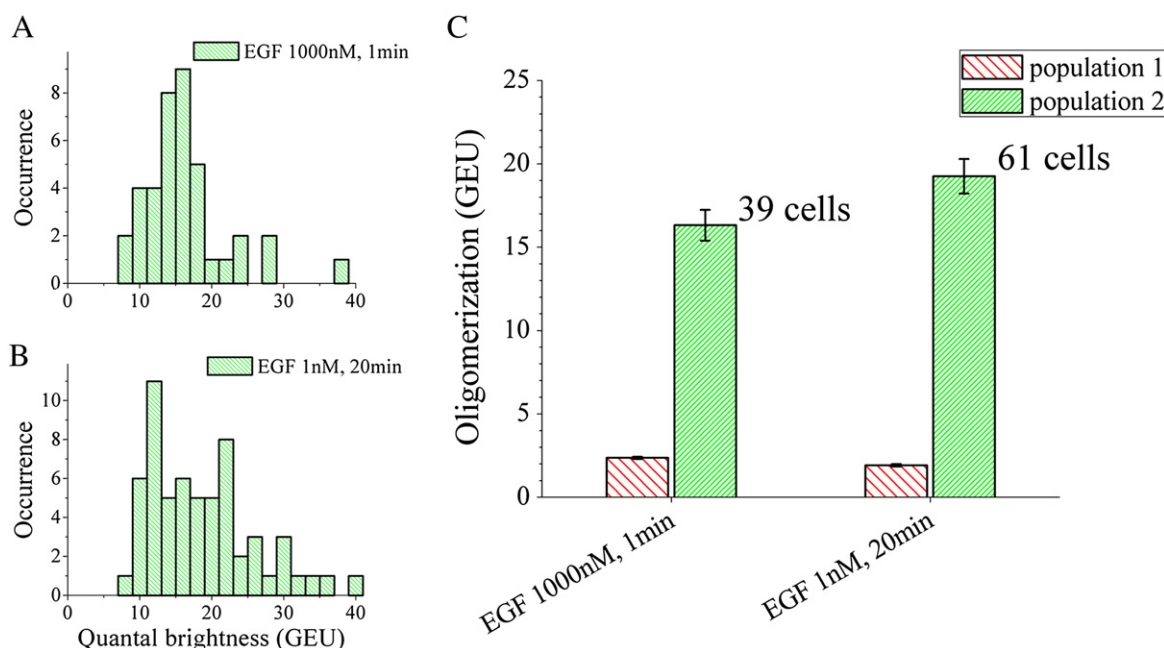 A
EGF 1000nM, 1min
Occurrence
8
6
4
2
0
0 10 20 30 40
B
EGF 1nM, 20min
Occurrence
10
8
6
4
2
0
0 10 20 30 40
Quantal brightness (GEU)
C
population 1
population 2
Oligomerization (GEU)
25
20
15
10
5
0
39 cells
61 cells
EGF 1000nM, 1min
EGF 1nM, 20min